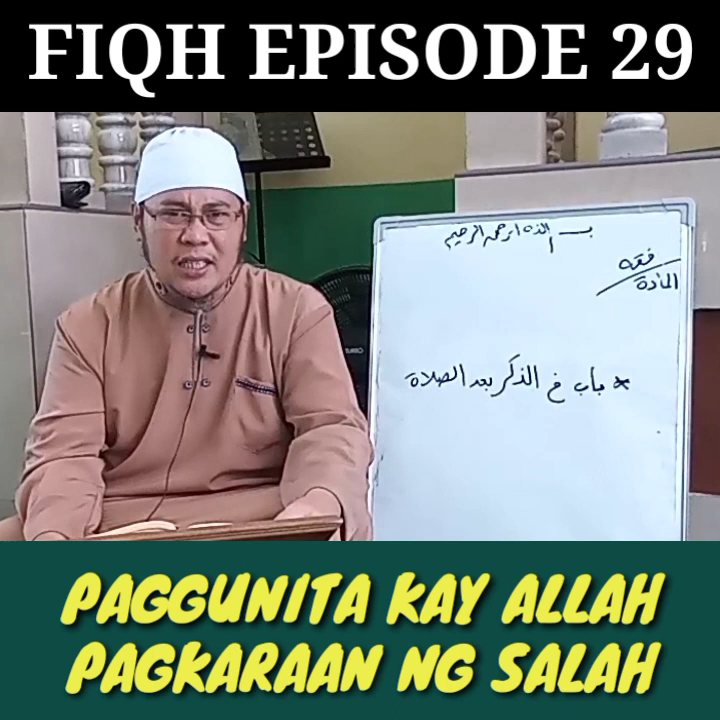 FIQH EPISODE 29
بسم الله الرحمن الرحيم
فقه
المادة
* باب في الذكر بعد الصلاة
PAGGUNITA KAY ALLAH
PAGKARAAN NG SALAH